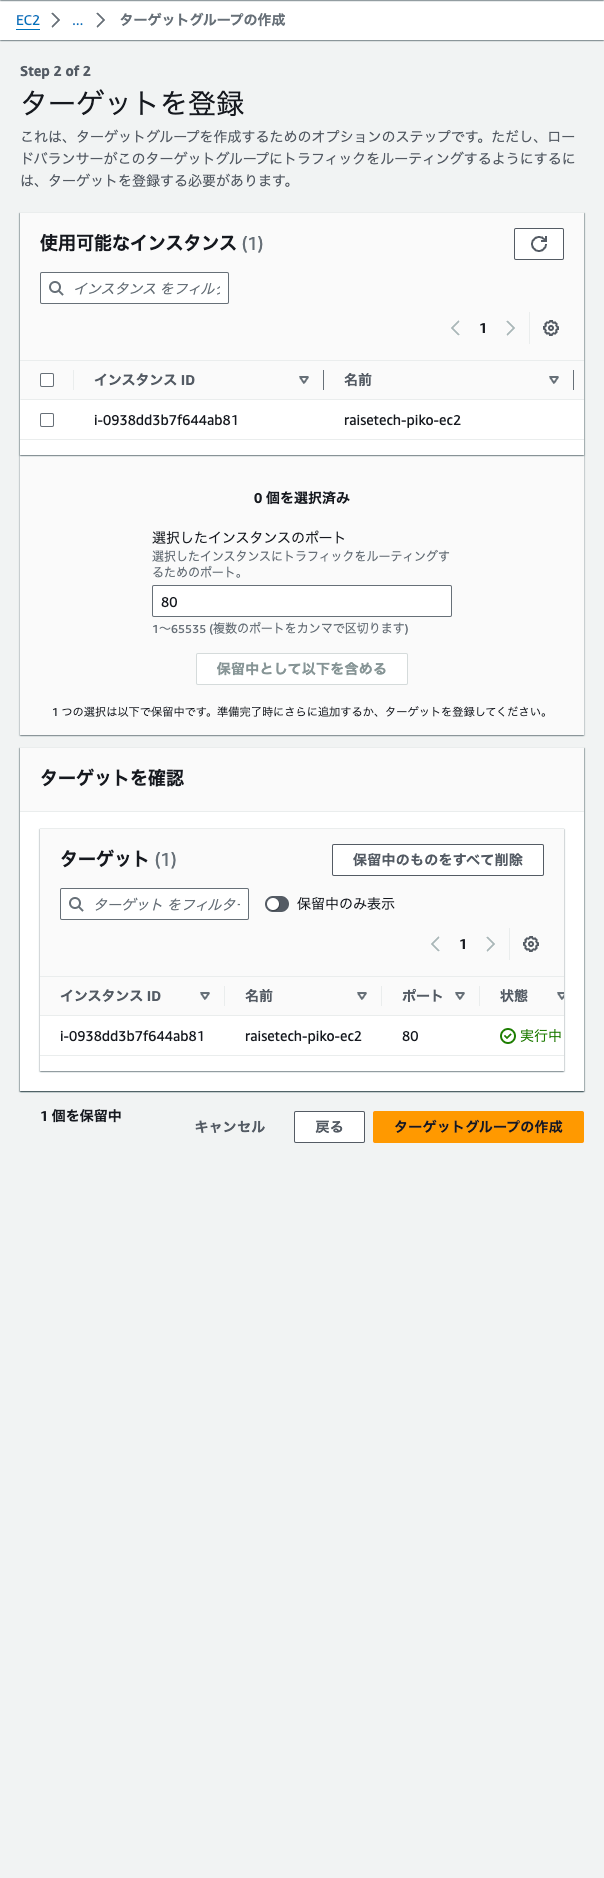 EC2 > ... > ターゲットグループの作成
Step 2 of 2
ターゲットを登録
これは、ターゲットグループを作成するためのオプションのステップです。ただし、ロー
ドバランサーがこのターゲットグループにトラフィックをルーティングするようにするに
は、ターゲットを登録する必要があります。
使用可能なインスタンス (1)
インスタンス をフィル
1
インスタンス ID 名前
i-0938dd3b7f644ab81 raisetech-piko-ec2
0 個を選択済み
選択したインスタンスのポート
選択したインスタンスにトラフィックをルーティングす
るためのポート。
80
1～65535 (複数のポートをカンマで区切ります)
保留中として以下を含める
1 つの選択は以下で保留中です。準備完了時にさらに追加するか、ターゲットを登録してください。
ターゲットを確認
ターゲット (1) 保留中のものをすべて削除
ターゲット をフィルター 保留中のみ表示
1
インスタンス ID 名前 ポート 状態
i-0938dd3b7f644ab81 raisetech-piko-ec2 80 実行中
1 個を保留中 キャンセル 戻る ターゲットグループの作成